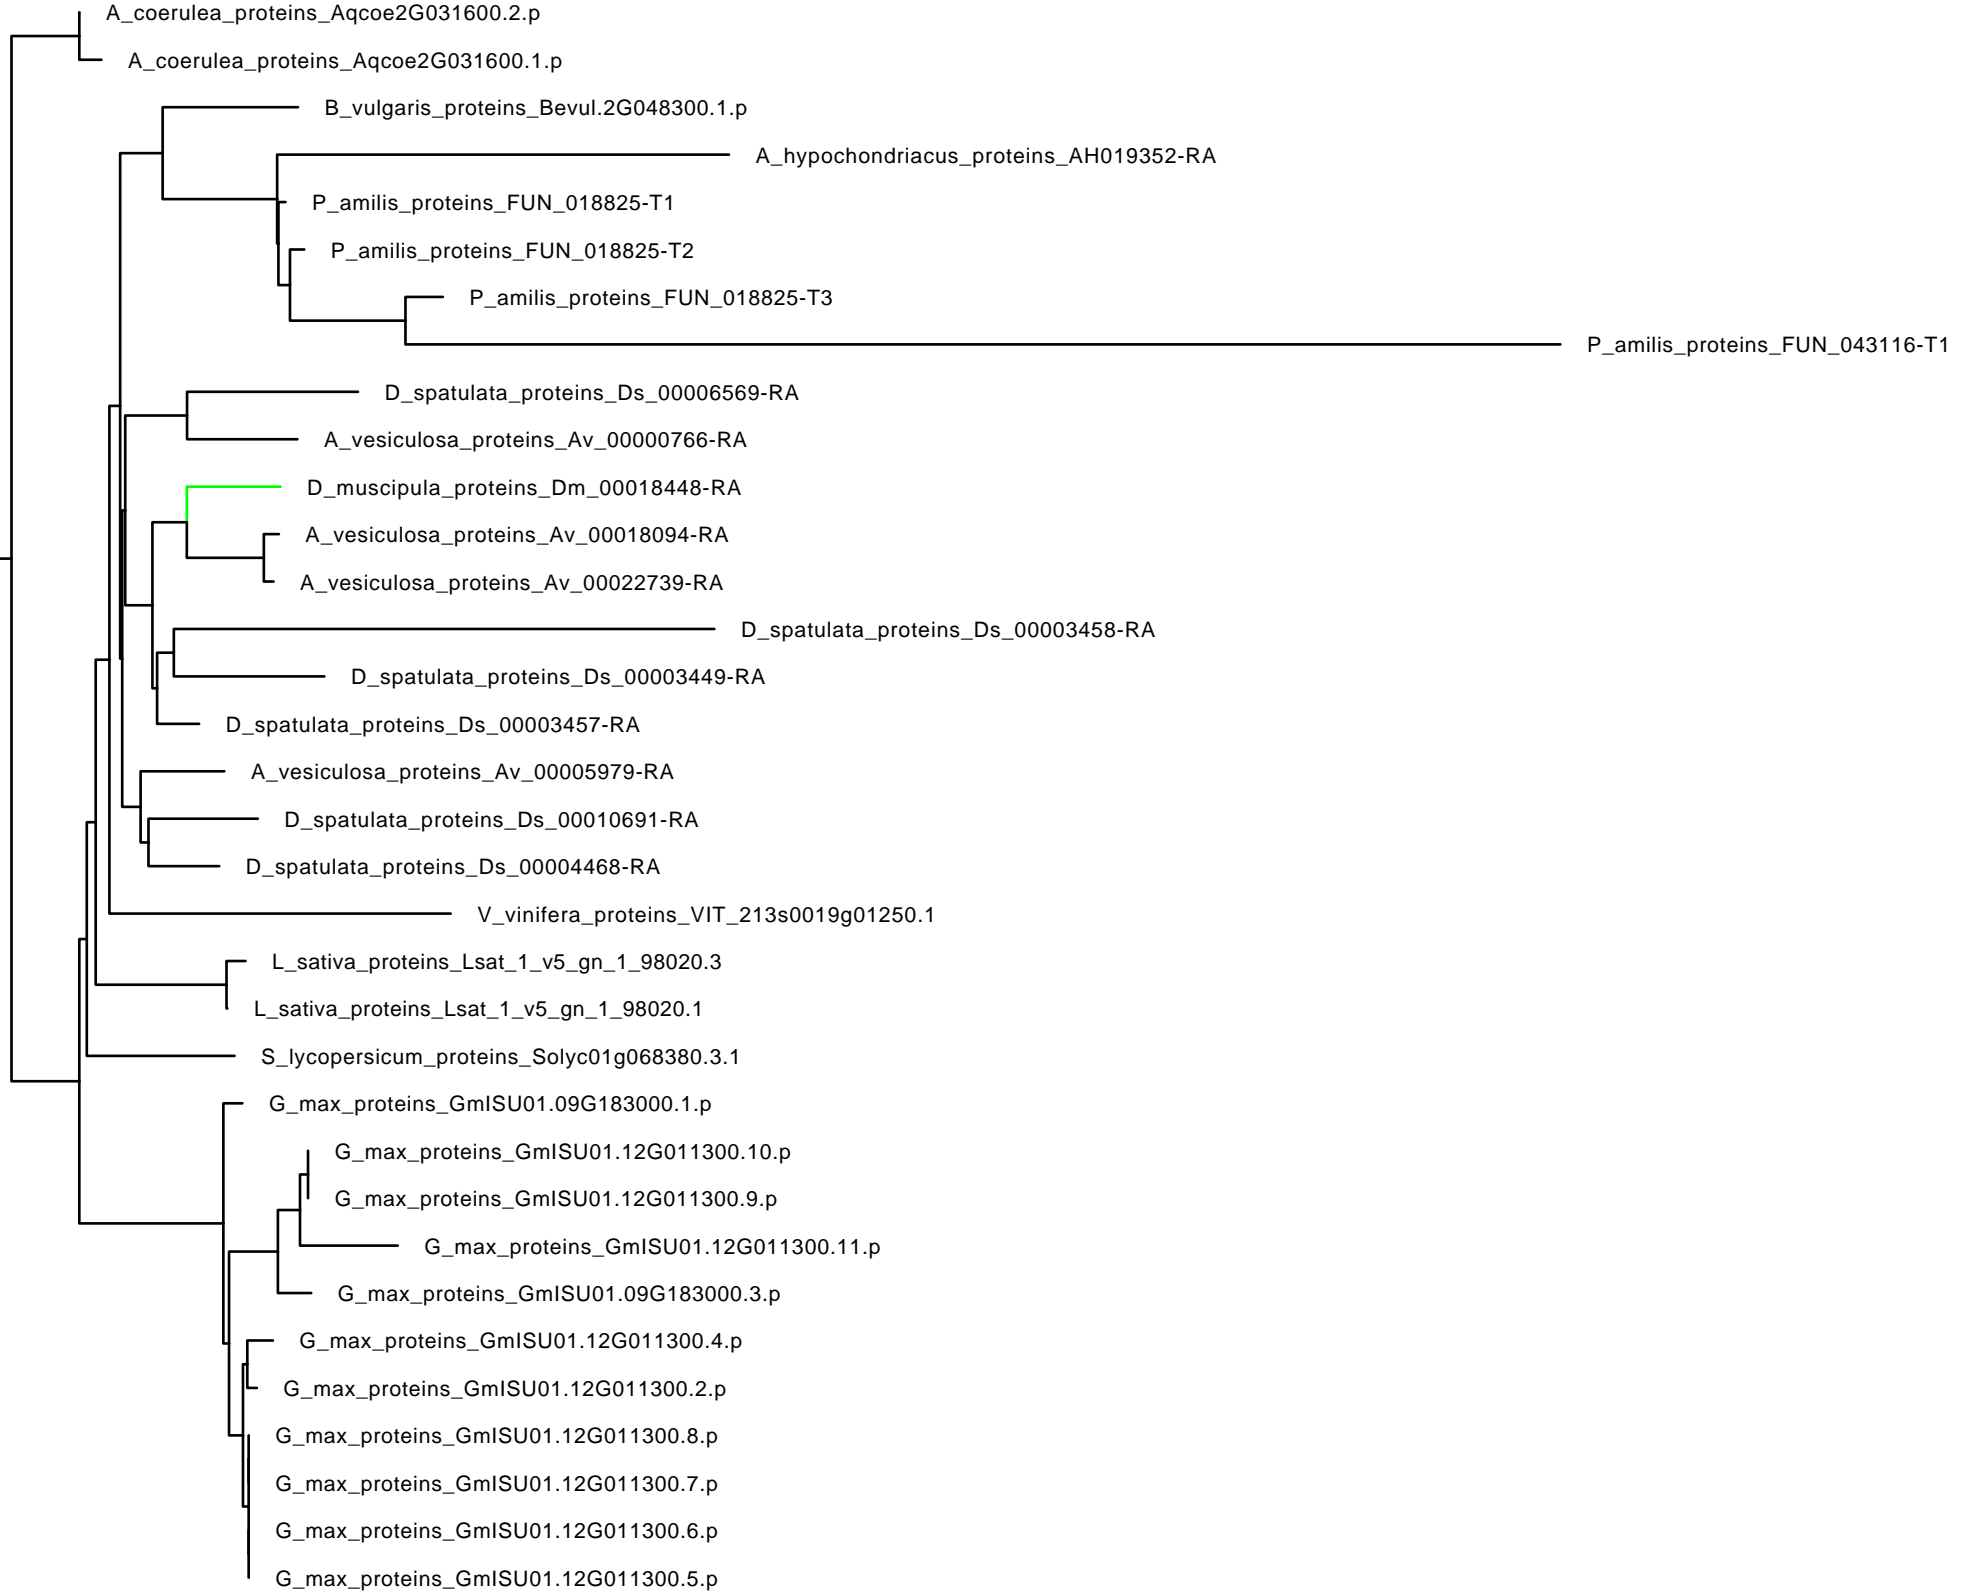 A_coerulea_proteins_Aqcoe2G031600.2.p
A_coerulea_proteins_Aqcoe2G031600.1.p
B_vulgaris_proteins_Bevul.2G048300.1.p
A_hypochondriacus_proteins_AH019352-RA
P_amilis_proteins_FUN_018825-T1
P_amilis_proteins_FUN_018825-T2
P_amilis_proteins_FUN_018825-T3
P_amilis_proteins_FUN_043116-T1
D_spatulata_proteins_Ds_00006569-RA
A_vesiculosa_proteins_Av_00000766-RA
D_muscipula_proteins_Dm_00018448-RA
A_vesiculosa_proteins_Av_00018094-RA
A_vesiculosa_proteins_Av_00022739-RA
D_spatulata_proteins_Ds_00003458-RA
D_spatulata_proteins_Ds_00003449-RA
D_spatulata_proteins_Ds_00003457-RA
A_vesiculosa_proteins_Av_00005979-RA
D_spatulata_proteins_Ds_00010691-RA
D_spatulata_proteins_Ds_00004468-RA
V_vinifera_proteins_VIT_213s0019g01250.1
L_sativa_proteins_Lsat_1_v5_gn_1_98020.3
L_sativa_proteins_Lsat_1_v5_gn_1_98020.1
S_lycopersicum_proteins_Solyc01g068380.3.1
G_max_proteins_GmISU01.09G183000.1.p
G_max_proteins_GmISU01.12G011300.10.p
G_max_proteins_GmISU01.12G011300.9.p
G_max_proteins_GmISU01.12G011300.11.p
G_max_proteins_GmISU01.09G183000.3.p
G_max_proteins_GmISU01.12G011300.4.p
G_max_proteins_GmISU01.12G011300.2.p
G_max_proteins_GmISU01.12G011300.8.p
G_max_proteins_GmISU01.12G011300.7.p
G_max_proteins_GmISU01.12G011300.6.p
G_max_proteins_GmISU01.12G011300.5.p